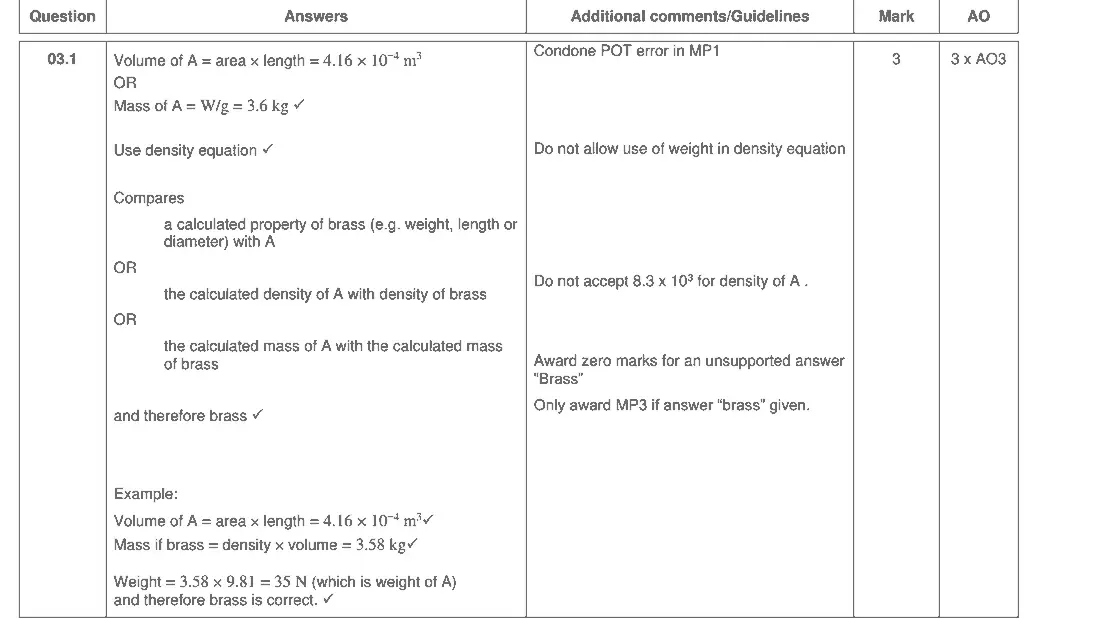 Question Answers Additional comments/Guidelines Mark AO
03.1 Volume of A = area × length = 4.16 × 10⁻⁴ m³ Condone POT error in MP1 3 3 x AO3
OR
Mass of A = W/g = 3.6 kg ✓
Use density equation ✓ Do not allow use of weight in density equation
Compares
a calculated property of brass (e.g. weight, length or
diameter) with A
OR
Do not accept 8.3 x 10³ for density of A .
the calculated density of A with density of brass
OR
the calculated mass of A with the calculated mass
of brass
Award zero marks for an unsupported answer
"Brass"
Only award MP3 if answer "brass" given.
and therefore brass ✓
Example:
Volume of A = area × length = 4.16 × 10⁻⁴ m³✓
Mass if brass = density × volume = 3.58 kg✓
Weight = 3.58 × 9.81 = 35 N (which is weight of A)
and therefore brass is correct. ✓